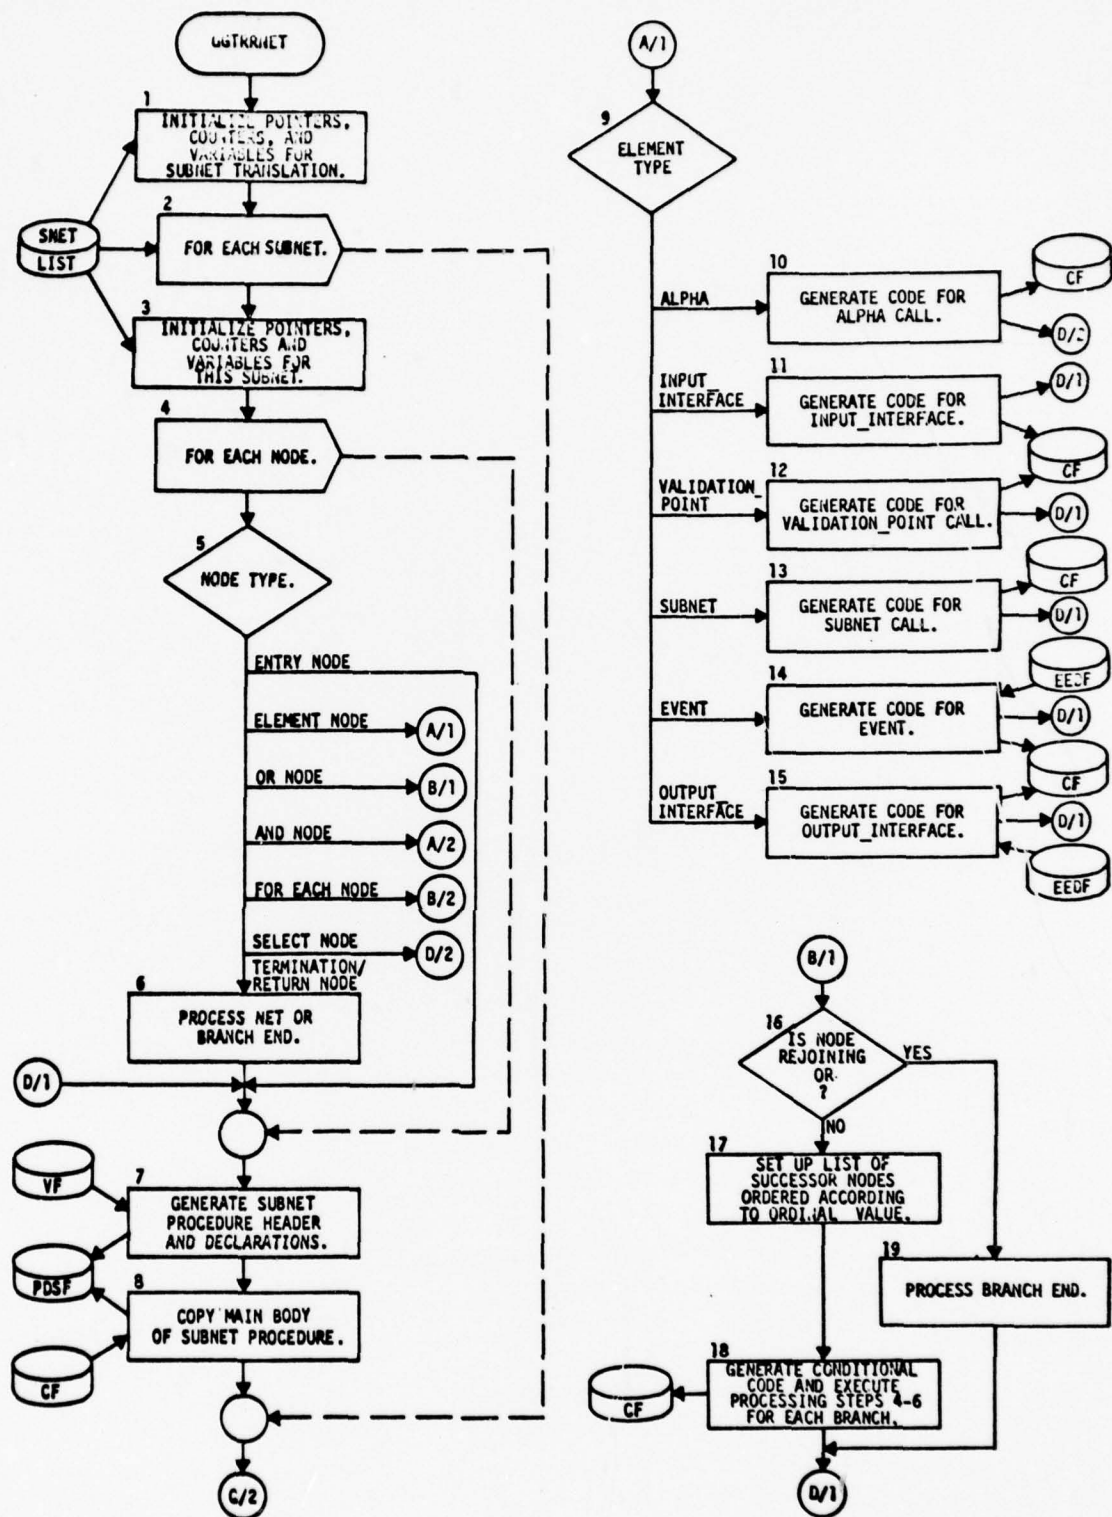 GGTRRNET
1
INITIALIZE POINTERS,
COUNTERS, AND
VARIABLES FOR
SUBNET TRANSLATION.
2
FOR EACH SUBNET.
SNET
LIST
3
INITIALIZE POINTERS,
COUNTERS AND
VARIABLES FOR
THIS SUBNET.
4
FOR EACH NODE.
5
NODE TYPE.
ENTRY NODE
ELEMENT NODE
A/1
OR NODE
B/1
AND NODE
A/2
FOR EACH NODE
B/2
SELECT NODE
D/2
TERMINATION/
RETURN NODE
6
PROCESS NET OR
BRANCH END.
D/1
VF
7
GENERATE SUBNET
PROCEDURE HEADER
AND DECLARATIONS.
PDSF
8
COPY MAIN BODY
OF SUBNET PROCEDURE.
CF
G/2
A/1
9
ELEMENT
TYPE
ALPHA
10
GENERATE CODE FOR
ALPHA CALL.
CF
INPUT_
INTERFACE
11
GENERATE CODE FOR
INPUT_INTERFACE.
D/1
CF
VALIDATION_
POINT
12
GENERATE CODE FOR
VALIDATION_POINT CALL.
D/1
SUBNET
13
GENERATE CODE FOR
SUBNET CALL.
CF
D/1
EVENT
14
GENERATE CODE FOR
EVENT.
EEDF
D/1
CF
OUTPUT_
INTERFACE
15
GENERATE CODE FOR
OUTPUT_INTERFACE.
D/1
EEDF
B/1
16
IS NODE
REJOINING
OR
?
YES
NO
17
SET UP LIST OF
SUCCESSOR NODES
ORDERED ACCORDING
TO ORDINAL VALUE.
19
PROCESS BRANCH END.
18
GENERATE CONDITIONAL
CODE AND EXECUTE
PROCESSING STEPS 4-6
FOR EACH BRANCH.
CF
D/1